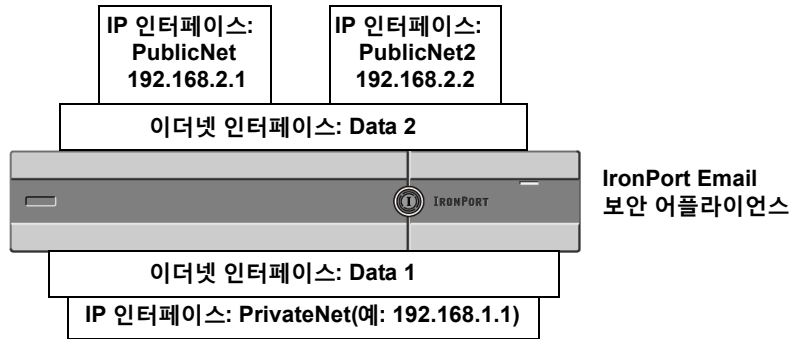 IP 인터페이스:
PublicNet
192.168.2.1
IP 인터페이스:
PublicNet2
192.168.2.2
이더넷 인터페이스: Data 2
IRONPORT
IronPort Email
보안 어플라이언스
이더넷 인터페이스: Data 1
IP 인터페이스: PrivateNet(예: 192.168.1.1)